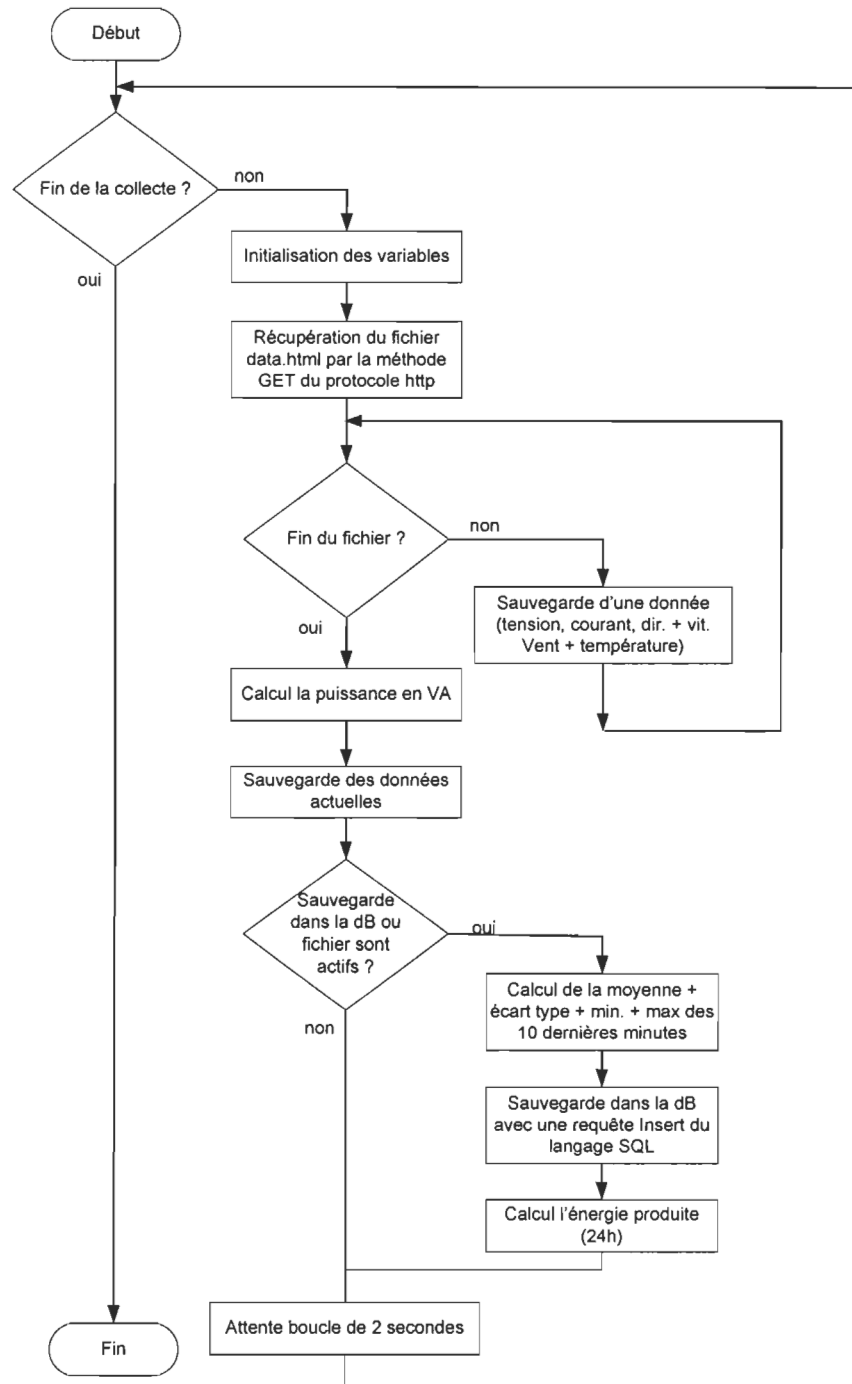 Début
Fin de la collecte ?
non
oui
Initialisation des variables
Récupération du fichier
data.html par la méthode
GET du protocole http
Fin du fichier ?
non
oui
Sauvegarde d'une donnée
(tension, courant, dir. + vit.
Vent + température)
Calcul la puissance en VA
Sauvegarde des données
actuelles
Sauvegarde
dans la dB ou
fichier sont
actifs ?
oui
non
Calcul de la moyenne +
écart type + min. + max des
10 dernières minutes
Sauvegarde dans la dB
avec une requête Insert du
langage SQL
Calcul l'énergie produite
(24h)
Attente boucle de 2 secondes
Fin